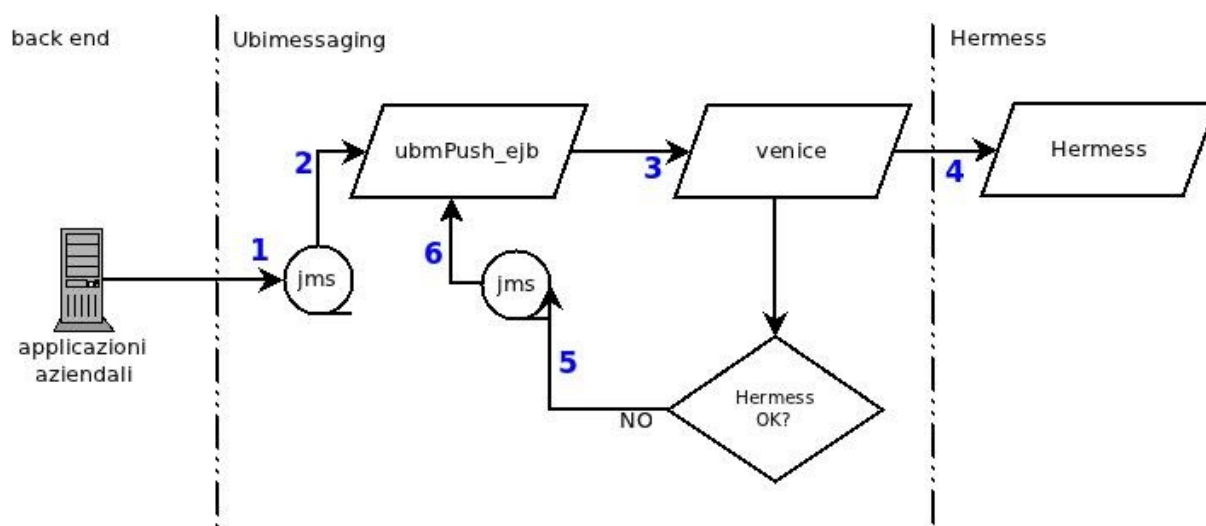 back end
Ubimessaging
Hermess
2
ubmPush_ejb
3
venice
4
Hermess
1
jms
6
jms
applicazioni
aziendali
5
NO
Hermess
OK?